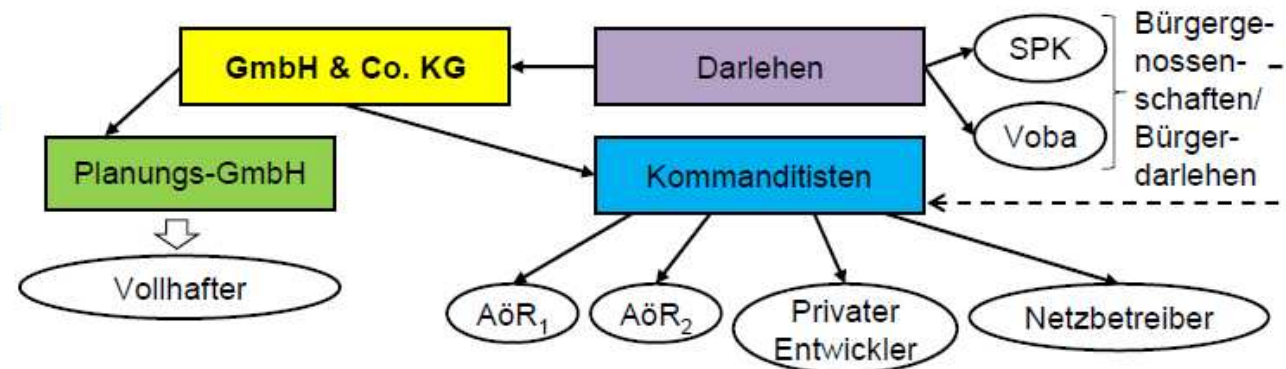 GmbH & Co. KG
Darlehen
SPK
Voba
Bürgerge-
nossen-
schaften/
Bürger-
darlehen
Planungs-GmbH
Kommanditisten
Vollhafter
AöR₁
AöR₂
Privater
Entwickler
Netzbetreiber